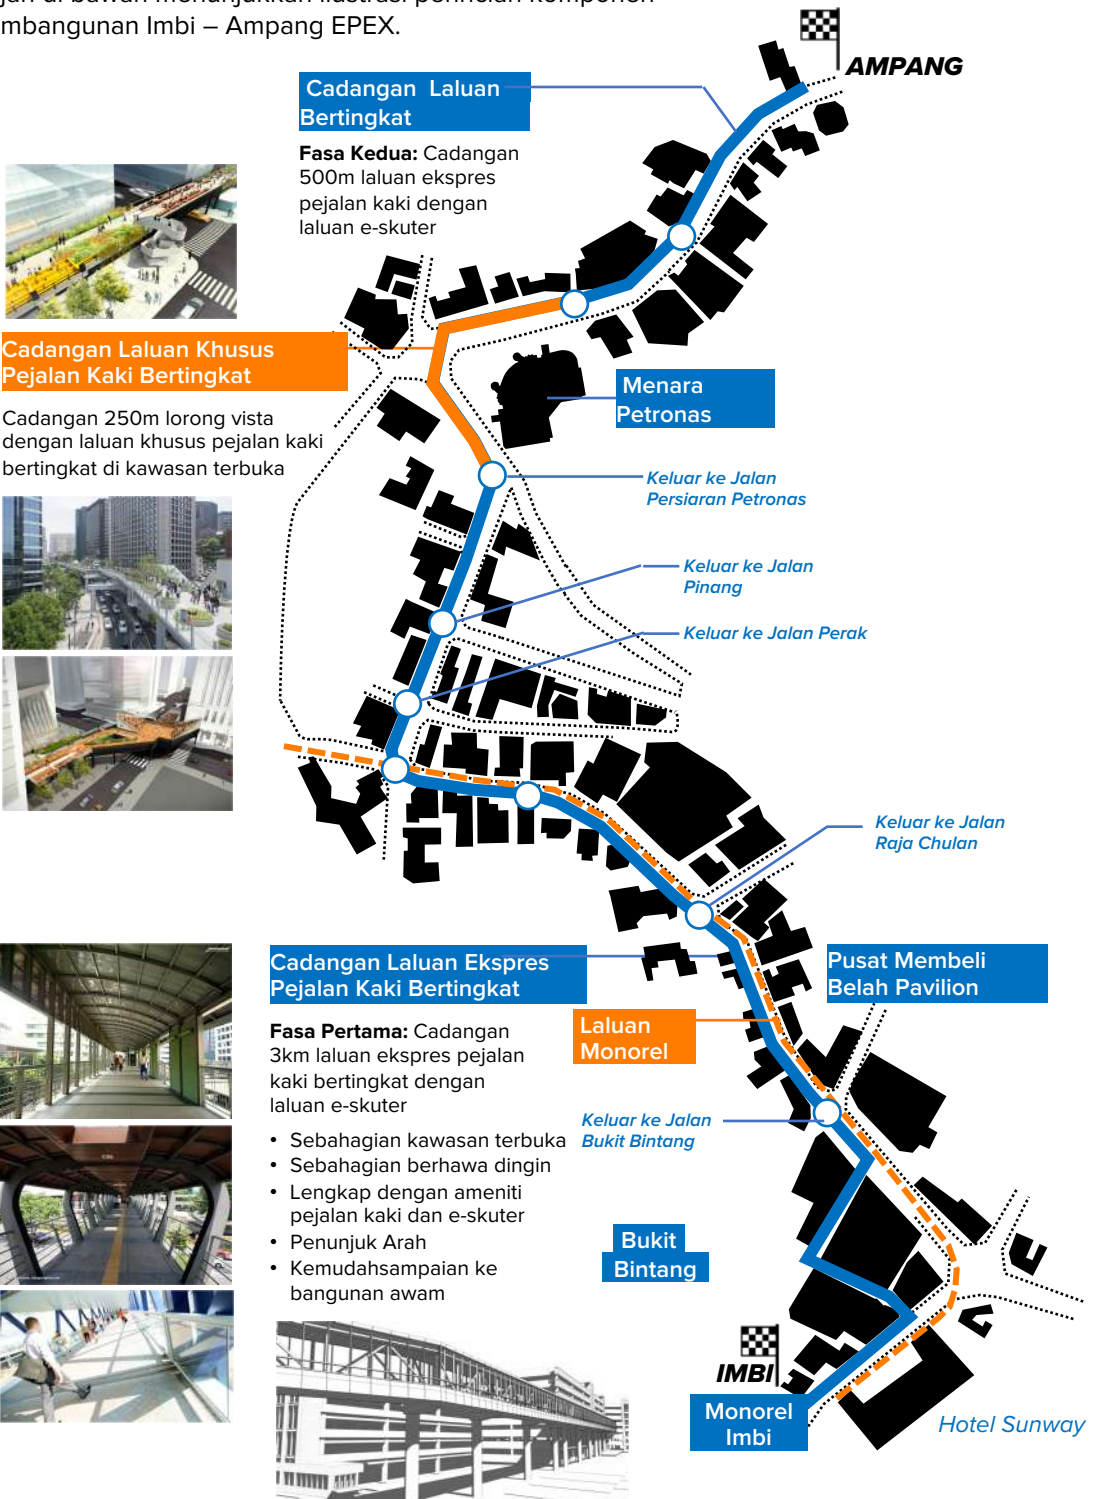 mbangunan Imbi – Ampang EPEX.
AMPANG
Cadangan Laluan
Bertingkat
Fasa Kedua: Cadangan
500m laluan ekspres
pejalan kaki dengan
laluan e-skuter
Cadangan Laluan Khusus
Pejalan Kaki Bertingkat
Cadangan 250m lorong vista
dengan laluan khusus pejalan kaki
bertingkat di kawasan terbuka
Menara
Petronas
Keluar ke Jalan
Persiaran Petronas
Keluar ke Jalan
Pinang
Keluar ke Jalan Perak
Keluar ke Jalan
Raja Chulan
Cadangan Laluan Ekspres
Pejalan Kaki Bertingkat
Fasa Pertama: Cadangan
3km laluan ekspres pejalan
kaki bertingkat dengan
laluan e-skuter
• Sebahagian kawasan terbuka
• Sebahagian berhawa dingin
• Lengkap dengan ameniti
pejalan kaki dan e-skuter
• Penunjuk Arah
• Kemudahsampaian ke
bangunan awam
Pusat Membeli
Belah Pavilion
Laluan
Monorel
Keluar ke Jalan
Bukit Bintang
Bukit
Bintang
IMBI
Monorel
Imbi
Hotel Sunway